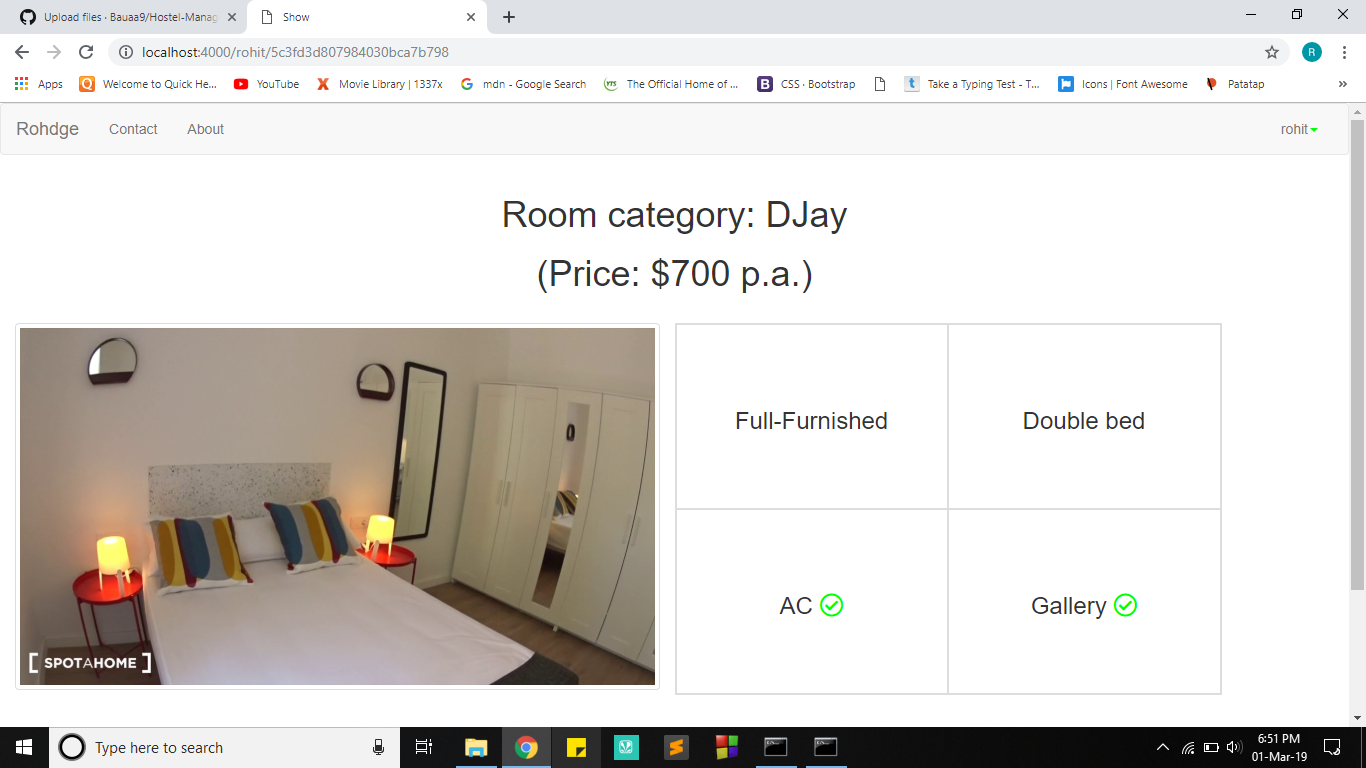 Upload files · Bauaa9/Hostel-Manag
Show
localhost:4000/rohit/5c3fd3d807984030bca7b798
R
Apps
Welcome to Quick He...
YouTube
Movie Library | 1337x
mdn - Google Search
The Official Home of ...
CSS · Bootstrap
Take a Typing Test - T...
Icons | Font Awesome
Patatap
»
Rohdge
Contact
About
rohit
Room category: DJay
(Price: $700 p.a.)
Full-Furnished
Double bed
AC
Gallery
[ SPOTAHOME ]
Type here to search
6:51 PM
01-Mar-19